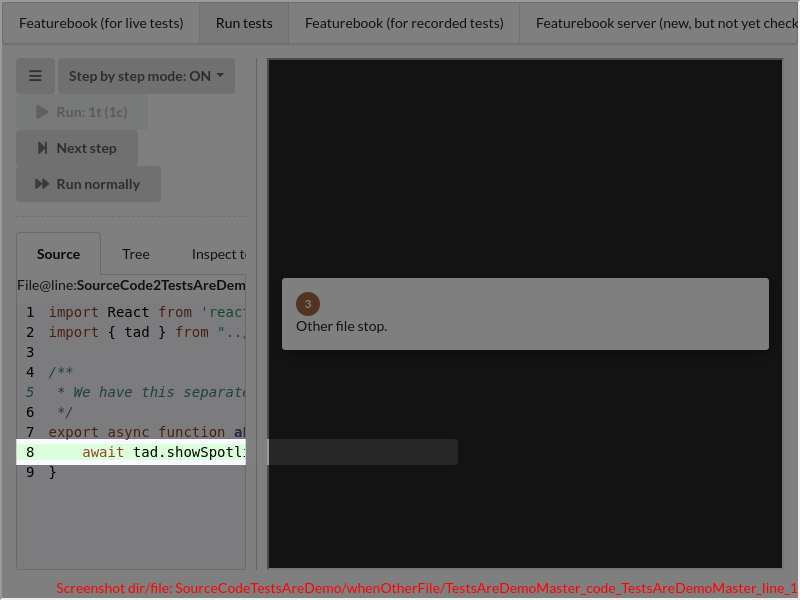 Featurebook (for live tests) Run tests Featurebook (for recorded tests) Featurebook server (new, but not yet check
Step by step mode: ON
Run: 1t (1c)
Next step
Run normally
Source Tree Inspect te
File@line:SourceCode2TestsAreDem
1 import React from 'react
2 import { tad } from "../
3
4 /**
5 * We have this separate
6 */
7 export async function a
8 await tad.showSpotli
9 }
3
Other file stop.
Screenshot dir/file: SourceCodeTestsAreDemo/whenOtherFile/TestsAreDemoMaster_code_TestsAreDemoMaster_line_1